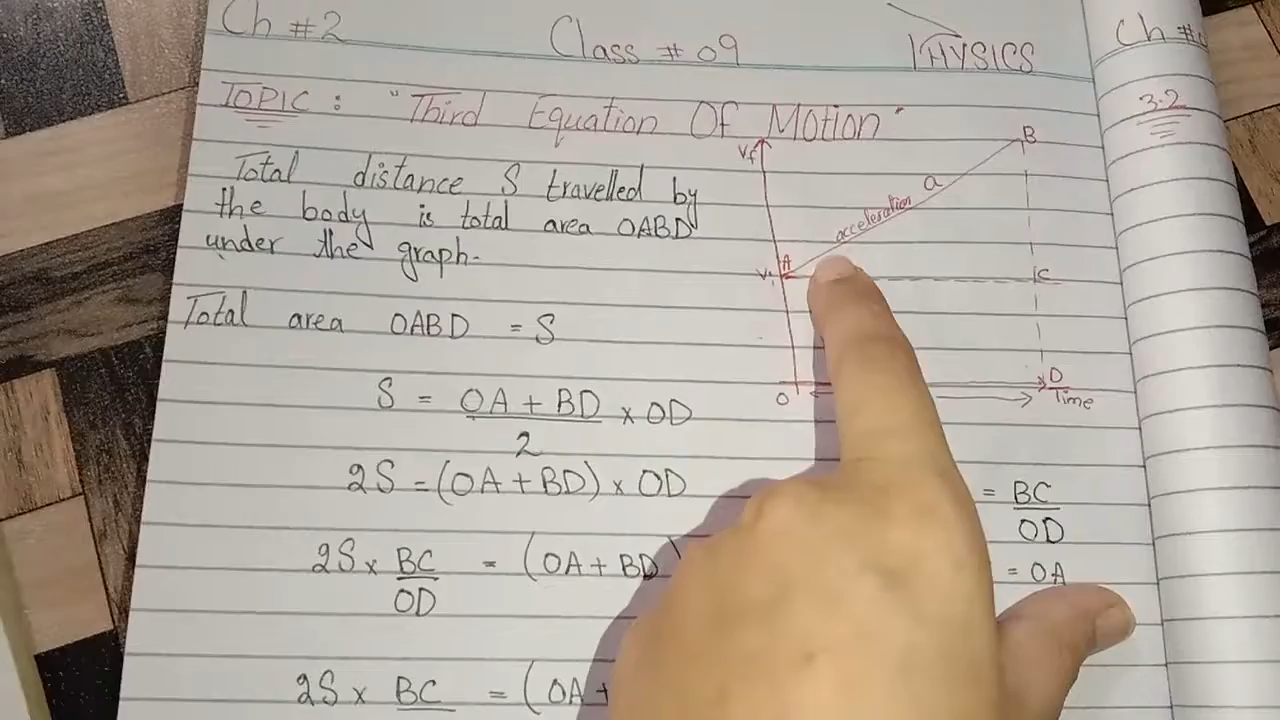 Ch #2 Class # 09 PHYSICS
TOPIC : "Third Equation Of Motion"
Total distance S travelled by
the body is total area OABD
under the graph.
Total area OABD = S
S = OA + BD / 2 × OD
2S = (OA + BD) × OD
2S × BC / OD = (OA + BD)
2S × BC = (OA +
Vf
B
a
acceleration
A
Vi
C
O
D
Time
= BC / OD
= OA
Ch #
3.2